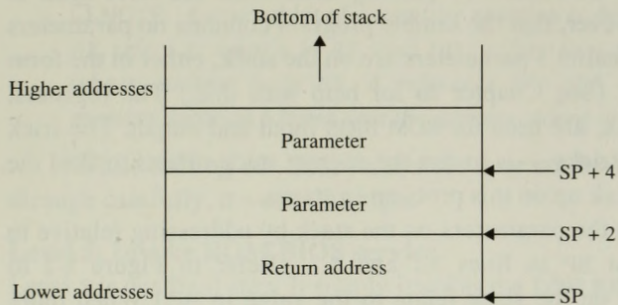 Bottom of stack
Higher addresses
Parameter
SP + 4
Parameter
SP + 2
Return address
Lower addresses
SP